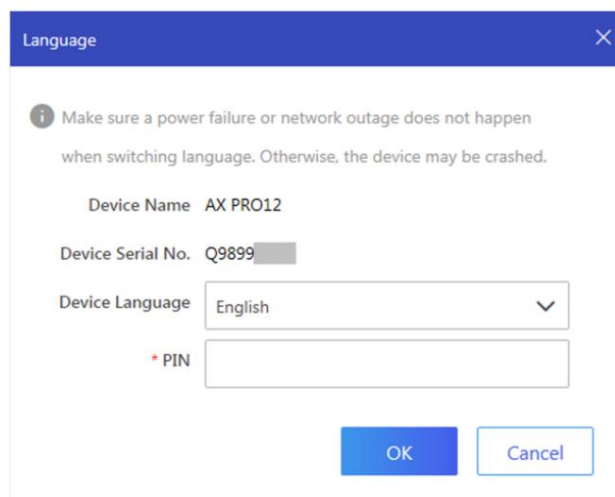 Language
Make sure a power failure or network outage does not happen
when switching language. Otherwise, the device may be crashed.
Device Name AX PRO12
Device Serial No. Q9899
Device Language English
* PIN
OK Cancel